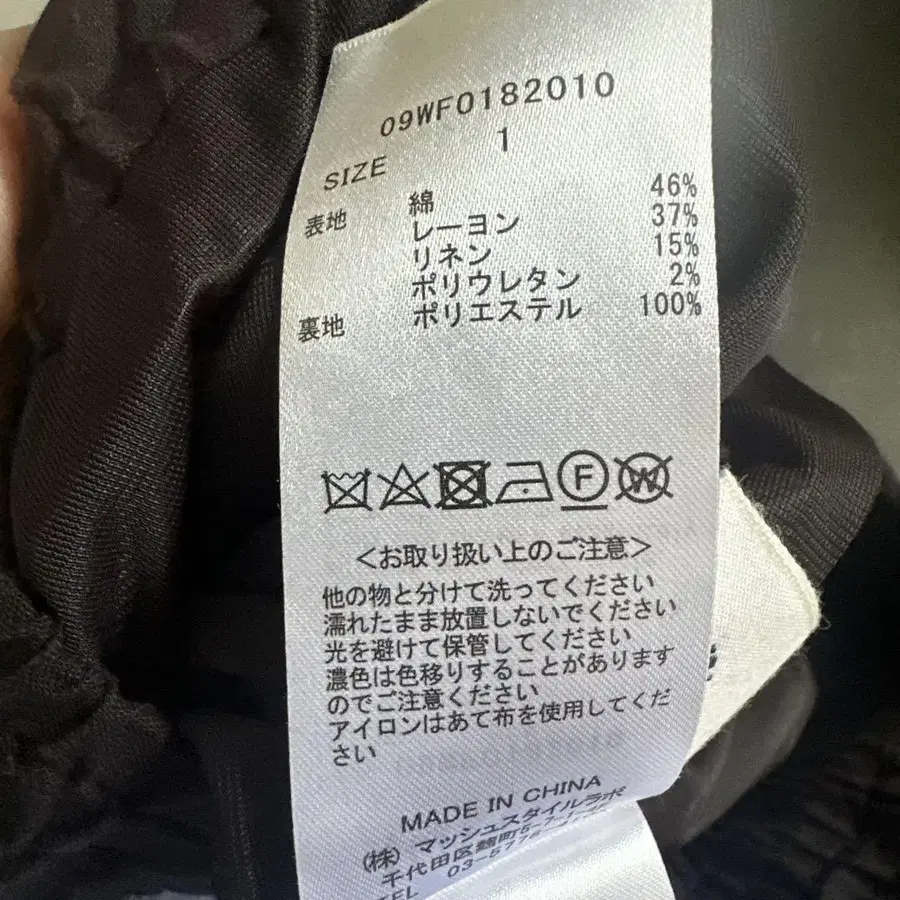 09WF0182010
SIZE 1
表地 綿 46%
レーヨン 37%
リネン 15%
ポリウレタン 2%
裏地 ポリエステル 100%
F W
＜お取り扱い上のご注意＞
他の物と分けて洗ってください
濡れたまま放置しないでください
光を避けて保管してください
濃色は色移りすることがあります
のでご注意ください
アイロンはあて布を使用してくだ
さい
MADE IN CHINA
(株) マッシュスタイルラボ
千代田区麹町5-7-1
TEL